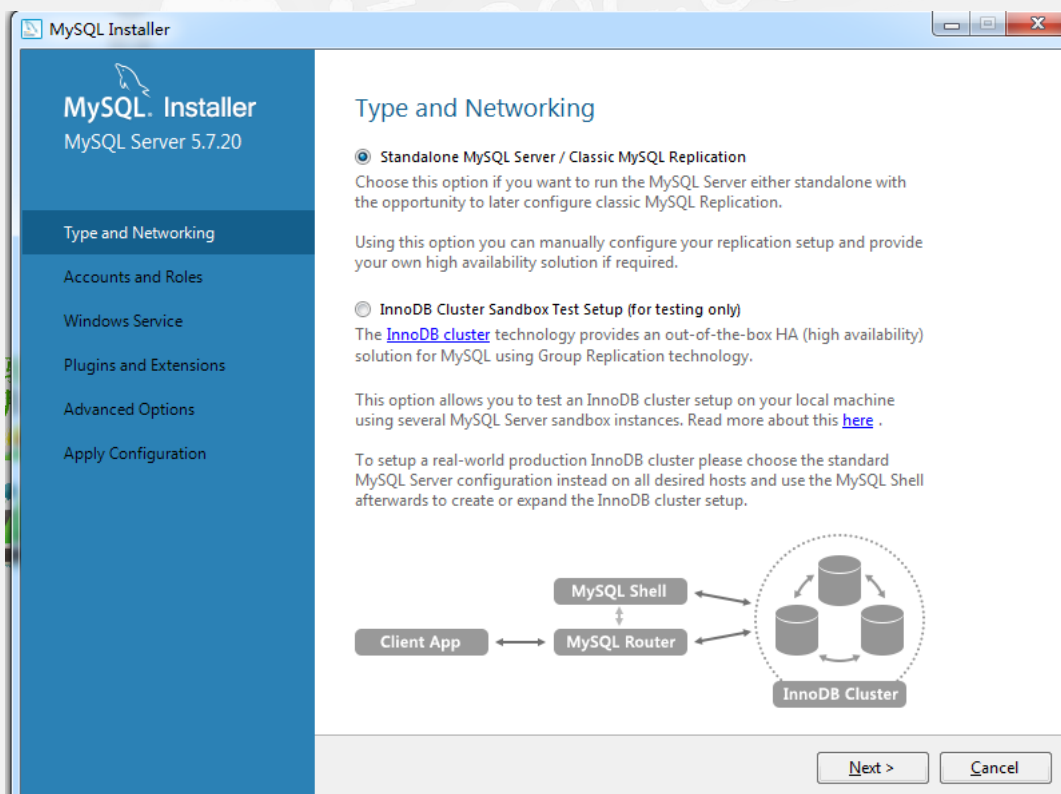 MySQL Installer
MySQL. Installer
MySQL Server 5.7.20
Type and Networking
Accounts and Roles
Windows Service
Plugins and Extensions
Advanced Options
Apply Configuration
Type and Networking
Standalone MySQL Server / Classic MySQL Replication
Choose this option if you want to run the MySQL Server either standalone with
the opportunity to later configure classic MySQL Replication.
Using this option you can manually configure your replication setup and provide
your own high availability solution if required.
InnoDB Cluster Sandbox Test Setup (for testing only)
The InnoDB cluster technology provides an out-of-the-box HA (high availability)
solution for MySQL using Group Replication technology.
This option allows you to test an InnoDB cluster setup on your local machine
using several MySQL Server sandbox instances. Read more about this here .
To setup a real-world production InnoDB cluster please choose the standard
MySQL Server configuration instead on all desired hosts and use the MySQL Shell
afterwards to create or expand the InnoDB cluster setup.
MySQL Shell
Client App
MySQL Router
InnoDB Cluster
Next >
Cancel